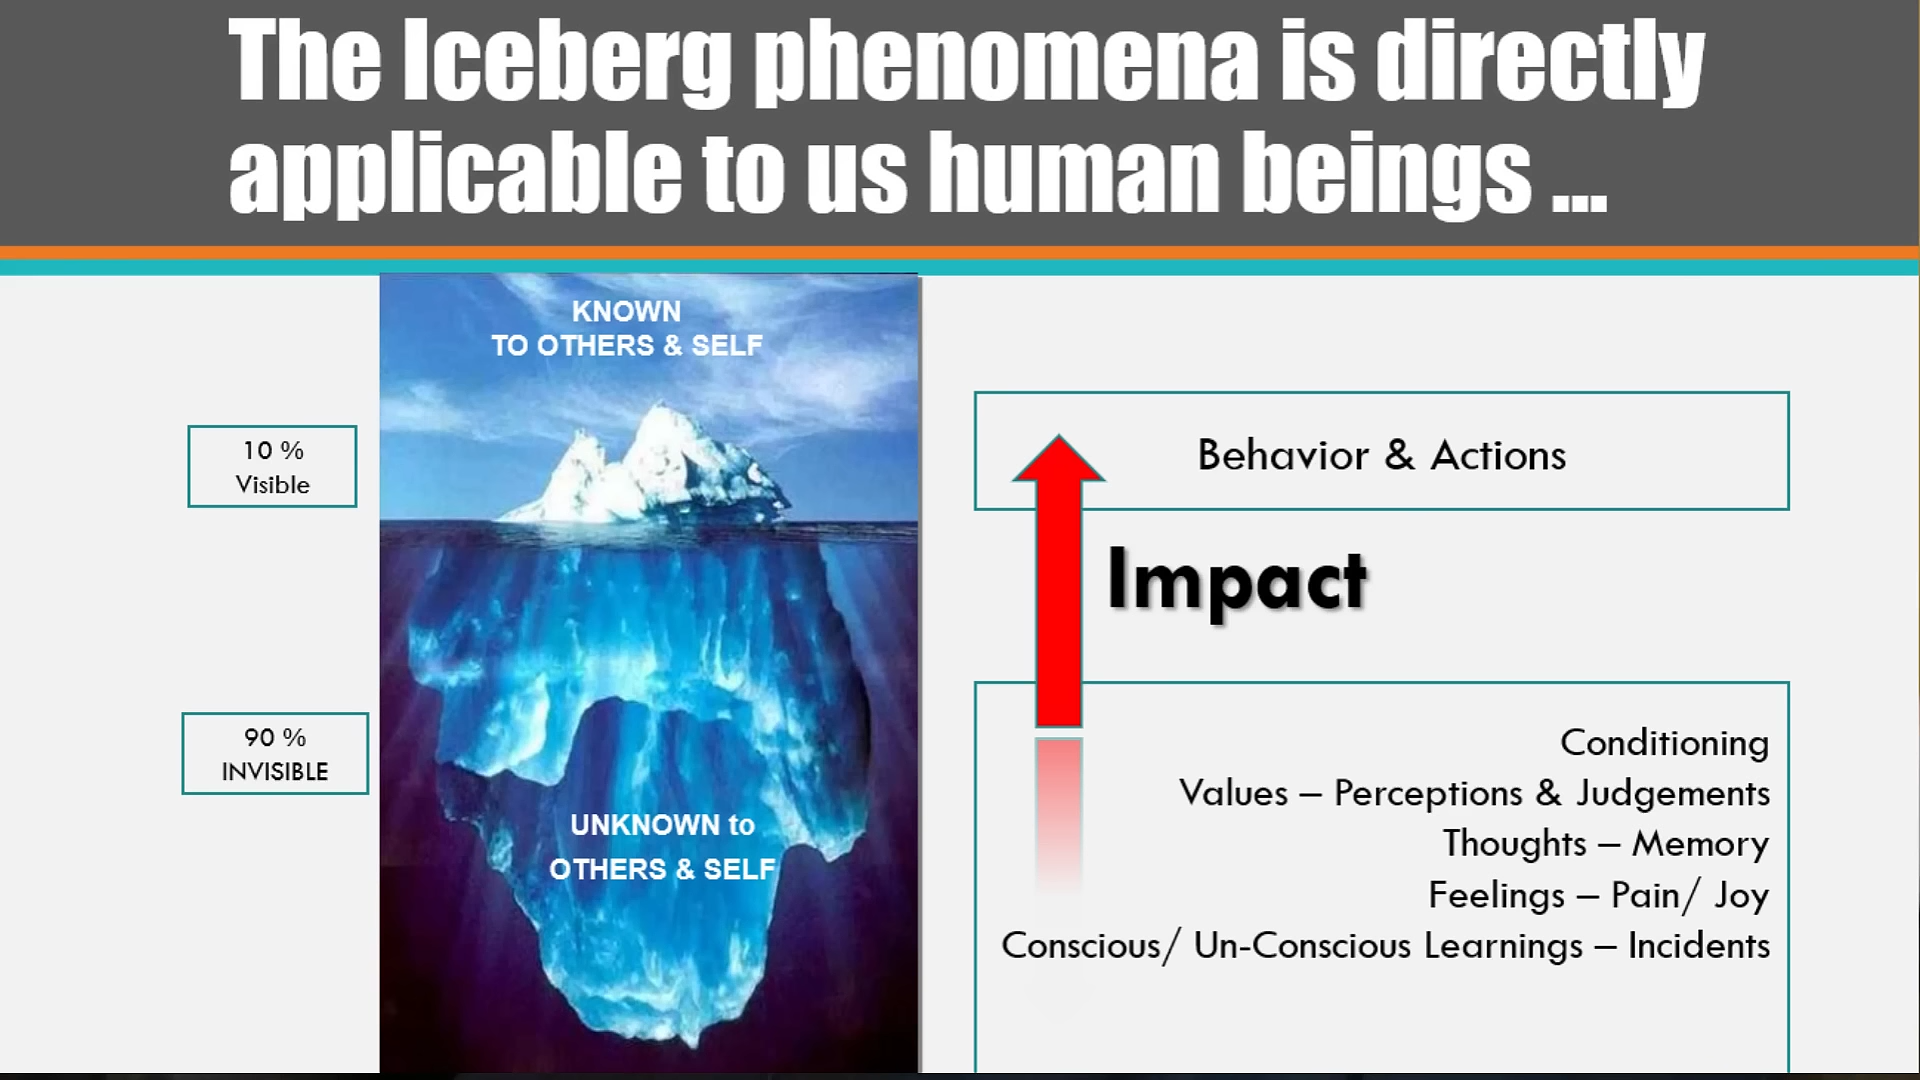 The Iceberg phenomena is directly
applicable to us human beings ...
KNOWN
TO OTHERS & SELF
10 %
Visible
Behavior & Actions
Impact
90 %
INVISIBLE
UNKNOWN to
OTHERS & SELF
Conditioning
Values – Perceptions & Judgements
Thoughts – Memory
Feelings – Pain/ Joy
Conscious/ Un-Conscious Learnings – Incidents